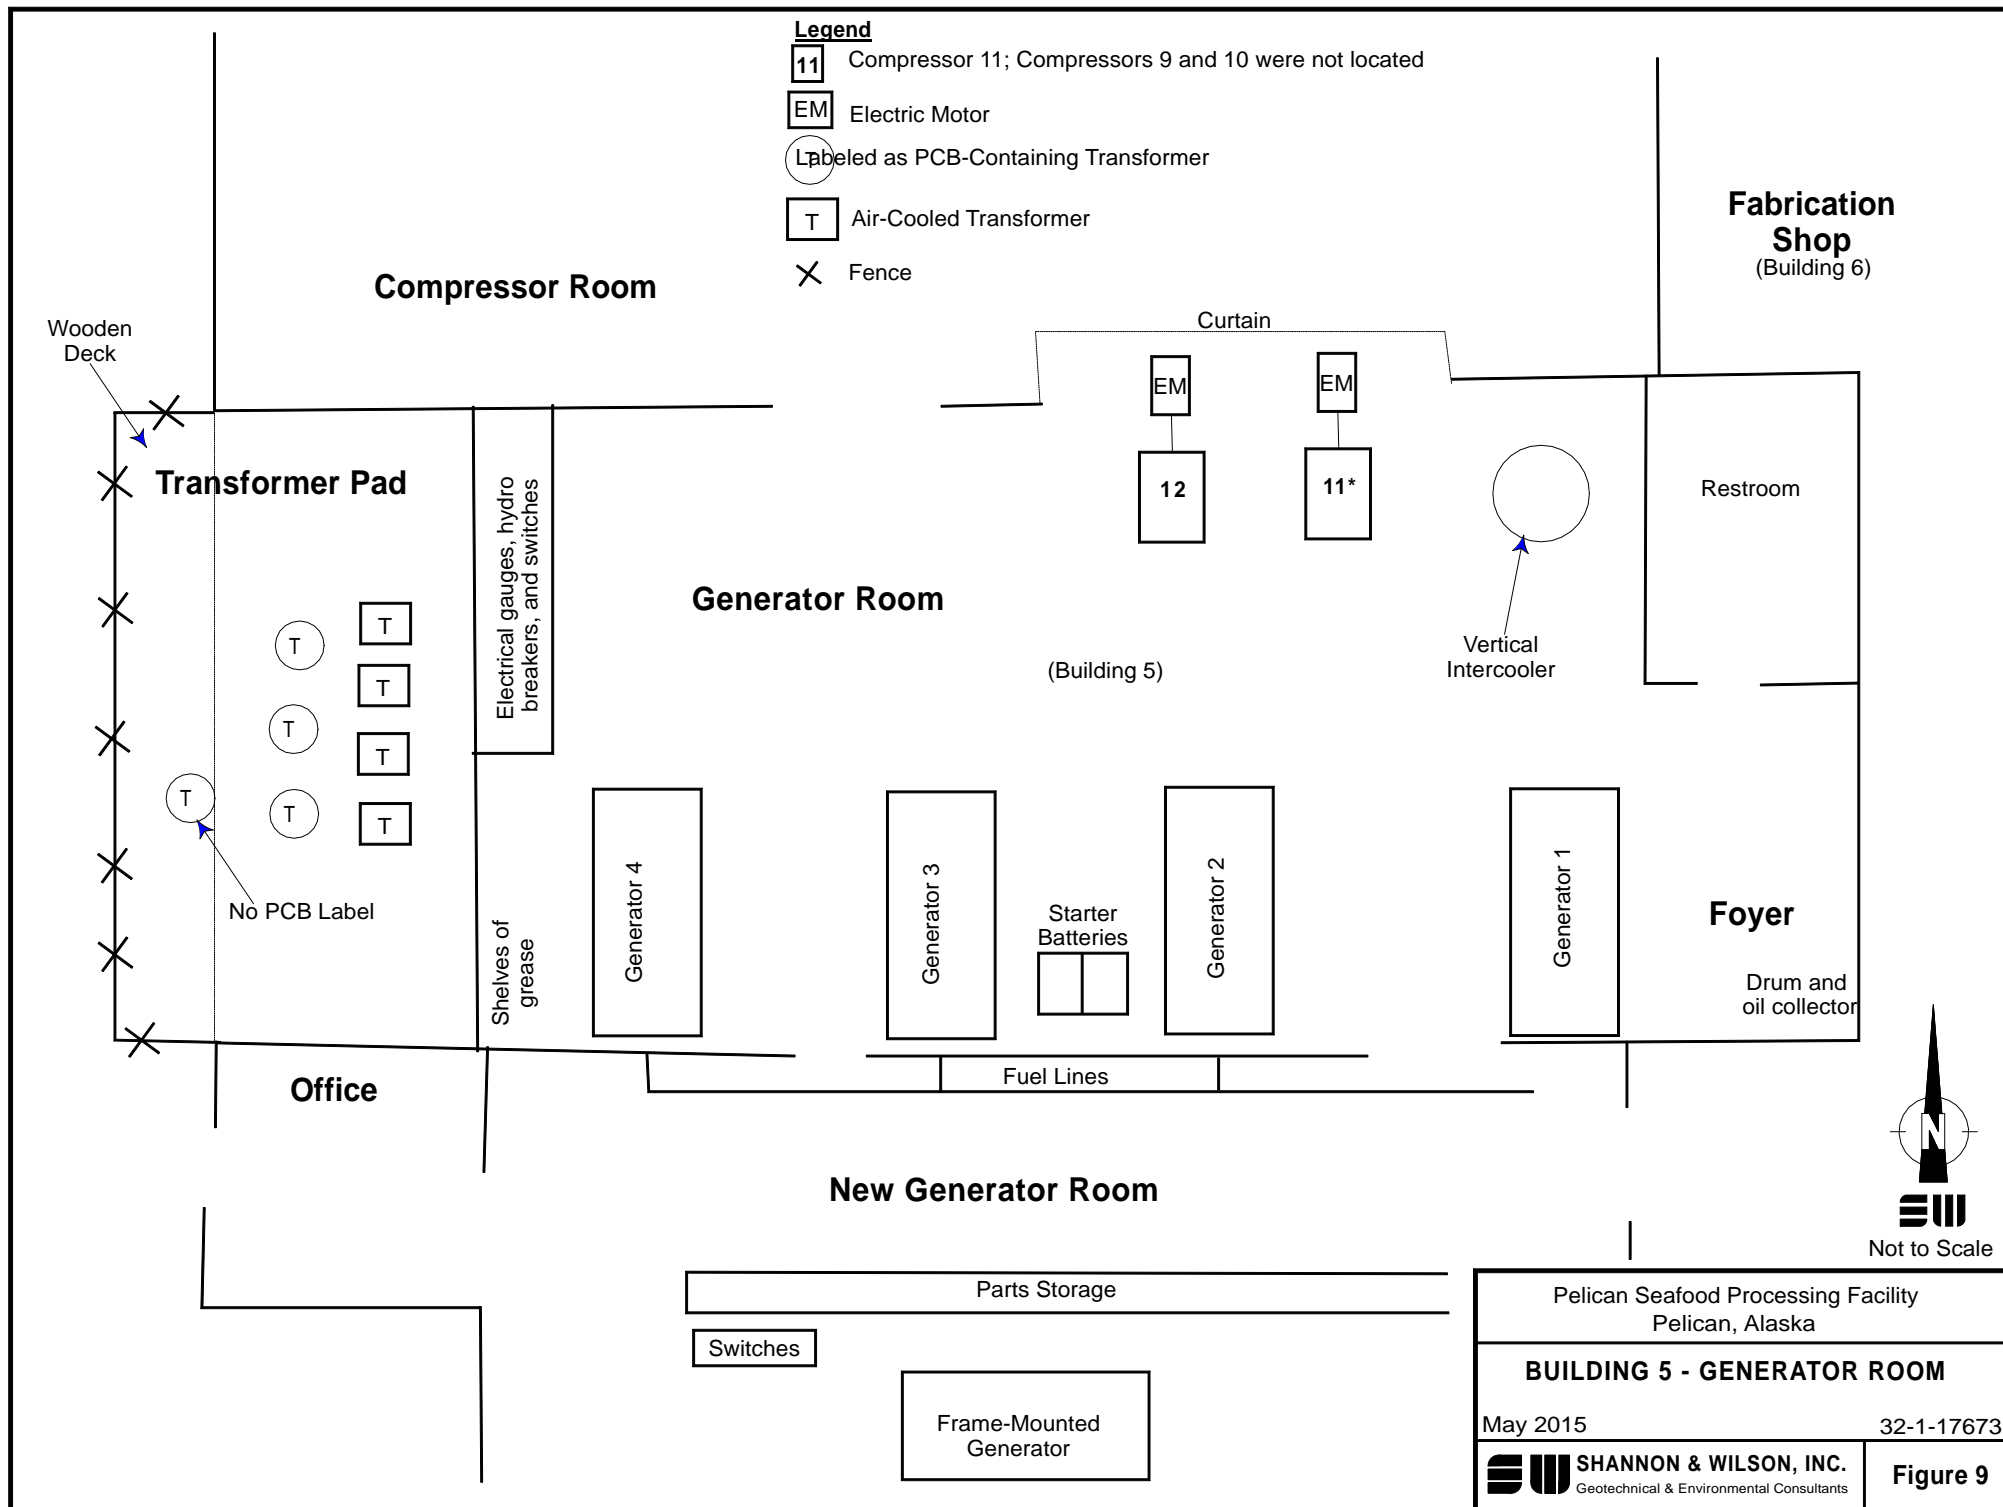 Legend
11 Compressor 11; Compressors 9 and 10 were not located
EM Electric Motor
T Labeled as PCB-Containing Transformer
T Air-Cooled Transformer
Fence
Fabrication
Shop
(Building 6)
Compressor Room
Wooden
Deck
Curtain
EM
EM
12
11*
Transformer Pad
Electrical gauges, hydro
breakers, and switches
Restroom
Generator Room
(Building 5)
Vertical
Intercooler
T
T
T
T
T
T
T
T
No PCB Label
Shelves of
grease
Generator 4
Generator 3
Starter
Batteries
Generator 2
Generator 1
Foyer
Drum and
oil collector
Office
Fuel Lines
New Generator Room
N
SW
Not to Scale
Parts Storage
Switches
Frame-Mounted
Generator
Pelican Seafood Processing Facility
Pelican, Alaska
BUILDING 5 - GENERATOR ROOM
May 2015 32-1-17673
SW SHANNON & WILSON, INC.
Geotechnical & Environmental Consultants
Figure 9